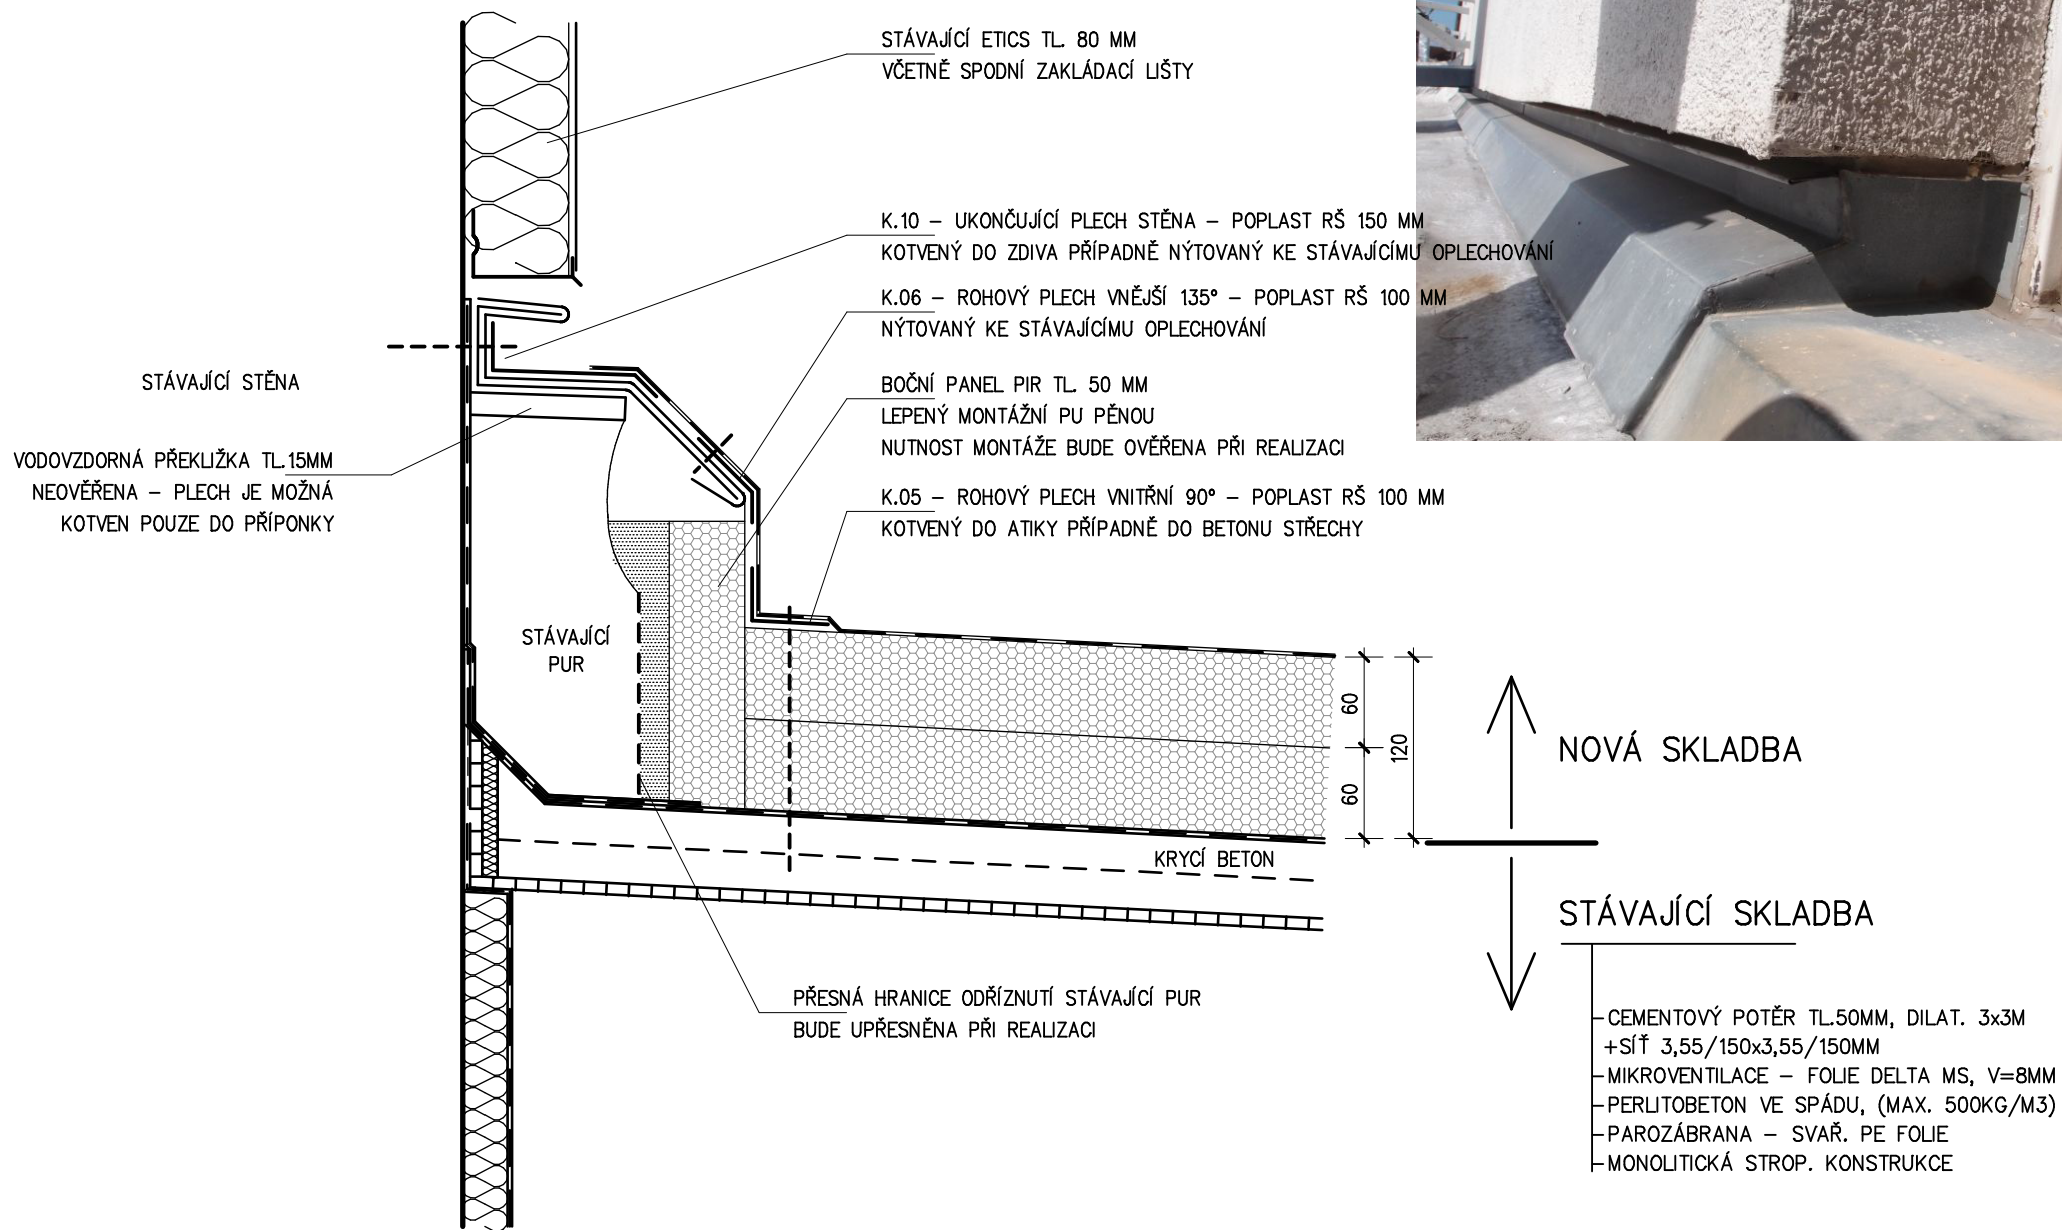 STÁVAJÍCÍ ETICS TL. 80 MM
VČETNĚ SPODNÍ ZAKLÁDACÍ LIŠTY
K.10 – UKONČUJÍCÍ PLECH STĚNA – POPLAST RŠ 150 MM
KOTVENÝ DO ZDIVA PŘÍPADNĚ NÝTOVANÝ KE STÁVAJÍCÍMU OPLECHOVÁNÍ
K.06 – ROHOVÝ PLECH VNĚJŠÍ 135° – POPLAST RŠ 100 MM
NÝTOVANÝ KE STÁVAJÍCÍMU OPLECHOVÁNÍ
STÁVAJÍCÍ STĚNA
BOČNÍ PANEL PIR TL. 50 MM
LEPENÝ MONTÁŽNÍ PU PĚNOU
NUTNOST MONTÁŽE BUDE OVĚŘENA PŘI REALIZACI
VODOVZDORNÁ PŘEKLIŽKA TL.15MM
NEOVĚŘENA – PLECH JE MOŽNÁ
KOTVEN POUZE DO PŘÍPONKY
K.05 – ROHOVÝ PLECH VNITŘNÍ 90° – POPLAST RŠ 100 MM
KOTVENÝ DO ATIKY PŘÍPADNĚ DO BETONU STŘECHY
STÁVAJÍCÍ
PUR
60
120
60
NOVÁ SKLADBA
KRYCÍ BETON
STÁVAJÍCÍ SKLADBA
PŘESNÁ HRANICE ODŘÍZNUTÍ STÁVAJÍCÍ PUR
BUDE UPŘESNĚNA PŘI REALIZACI
CEMENTOVÝ POTĚR TL.50MM, DILAT. 3x3M
+SÍŤ 3,55/150x3,55/150MM
MIKROVENTILACE – FOLIE DELTA MS, V=8MM
PERLITOBETON VE SPÁDU, (MAX. 500KG/M3)
PAROZÁBRANA – SVAŘ. PE FOLIE
MONOLITICKÁ STROP. KONSTRUKCE